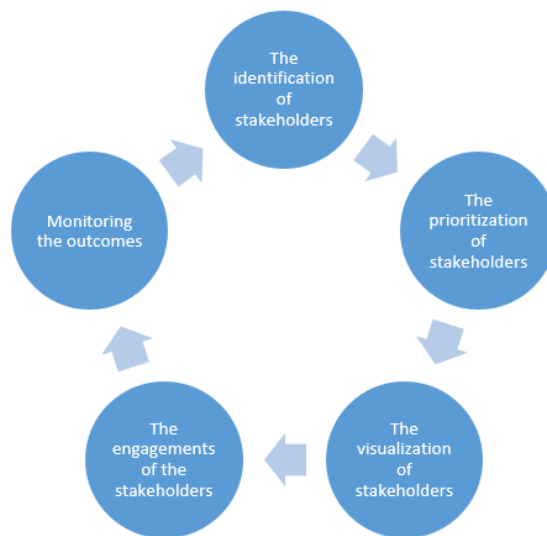 The
identification
of
stakeholders
The
prioritization
of
stakeholders
The
visualization
of
stakeholders
The
engagements
of the
stakeholders
Monitoring
the outcomes